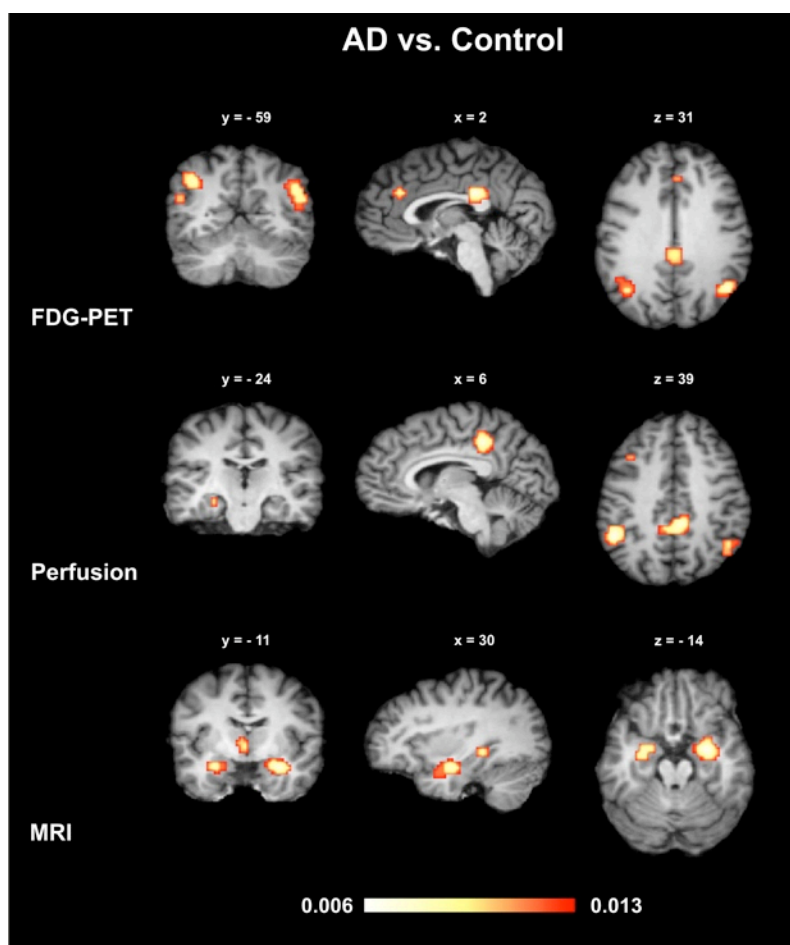 AD vs. Control
y = - 59 x = 2 z = 31
FDG-PET
y = - 24 x = 6 z = 39
Perfusion
y = - 11 x = 30 z = - 14
MRI
0.006 0.013